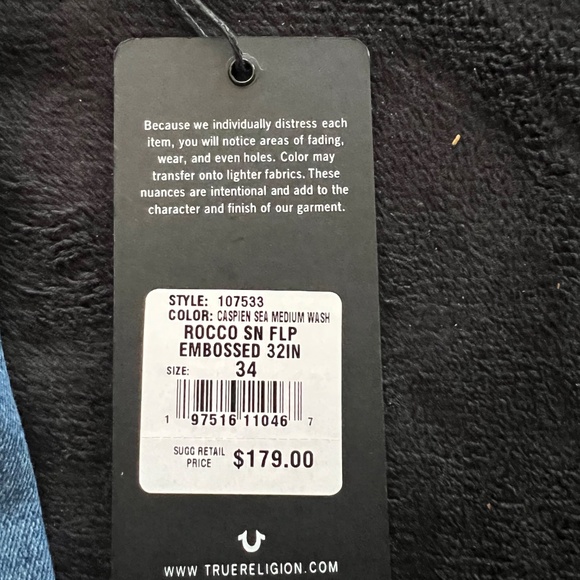 Because we individually distress each
item, you will notice areas of fading,
wear, and even holes. Color may
transfer onto lighter fabrics. These
nuances are intentional and add to the
character and finish of our garment.
STYLE: 107533
COLOR: CASPIEN SEA MEDIUM WASH
ROCCO SN FLP
EMBOSSED 32IN
SIZE: 34
1 97516 11046 7
SUGG RETAIL PRICE $179.00
WWW TRUERELIGION.COM